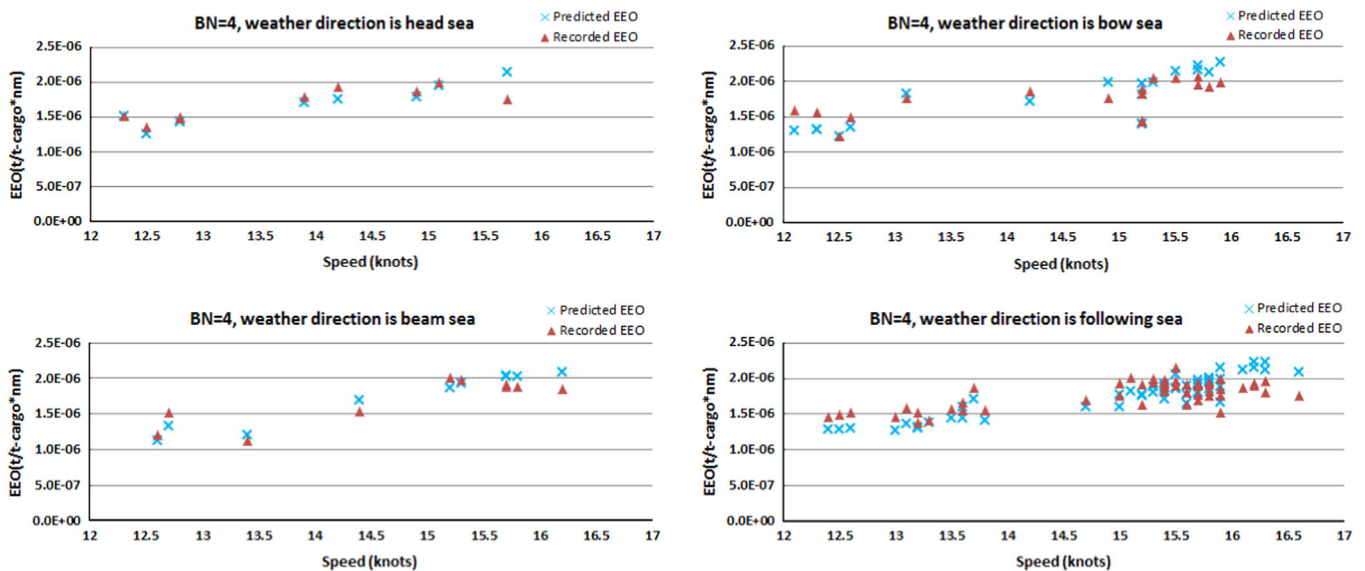 BN=4, weather direction is head sea
Predicted EEO
Recorded EEO
EEO(t/t-cargo*nm)
2.5E-06
2.0E-06
1.5E-06
1.0E-06
5.0E-07
0.0E+00
12 12.5 13 13.5 14 14.5 15 15.5 16 16.5 17
Speed (knots)
BN=4, weather direction is bow sea
Predicted EEO
Recorded EEO
EEO(t/t-cargo*nm)
2.5E-06
2.0E-06
1.5E-06
1.0E-06
5.0E-07
0.0E+00
12 12.5 13 13.5 14 14.5 15 15.5 16 16.5 17
Speed (knots)
BN=4, weather direction is beam sea
Predicted EEO
Recorded EEO
EEO(t/t-cargo*nm)
2.5E-06
2.0E-06
1.5E-06
1.0E-06
5.0E-07
0.0E+00
12 12.5 13 13.5 14 14.5 15 15.5 16 16.5 17
Speed (knots)
BN=4, weather direction is following sea
Predicted EEO
Recorded EEO
EEO(t/t-cargo*nm)
2.5E-06
2.0E-06
1.5E-06
1.0E-06
5.0E-07
0.0E+00
12 12.5 13 13.5 14 14.5 15 15.5 16 16.5 17
Speed (knots)